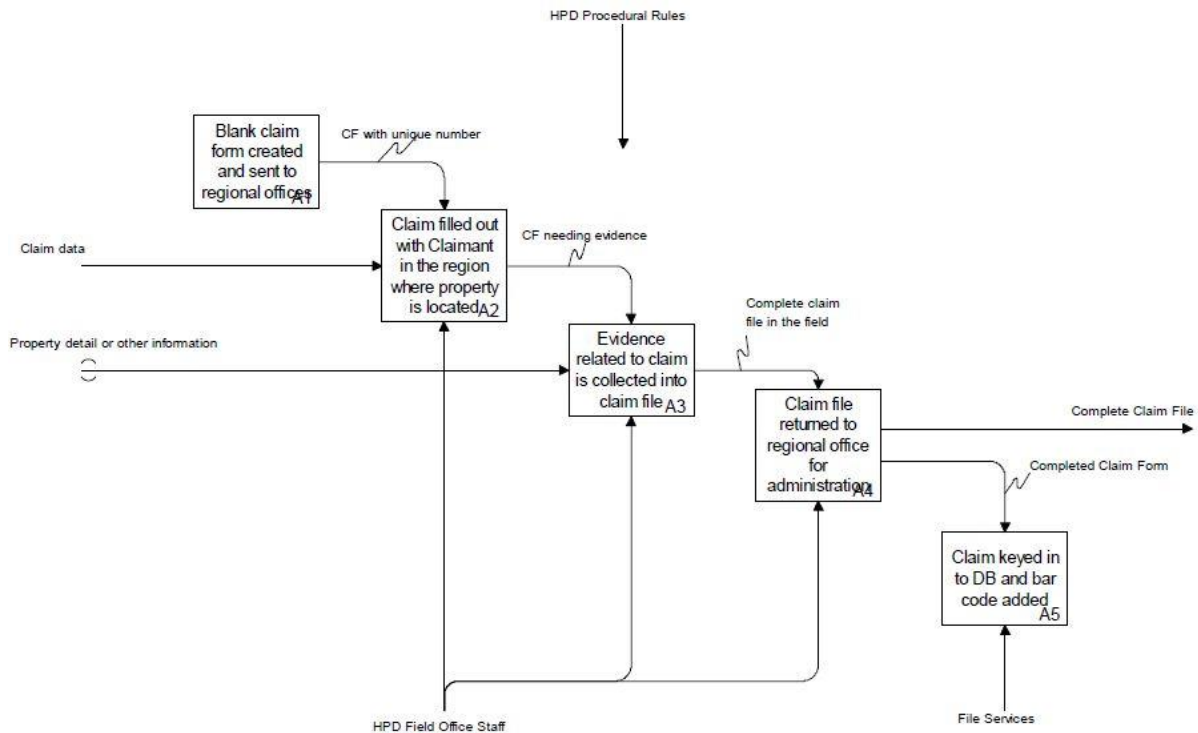 HPD Procedural Rules
Blank claim
form created
and sent to
regional offices
A1
CF with unique number
Claim data
Claim filled out
with Claimant
in the region
where property
is located
A2
CF needing evidence
Property detail or other information
Evidence
related to claim
is collected into
claim file
A3
Complete claim
file in the field
Claim file
returned to
regional office
for
administration
A4
Complete Claim File
Completed Claim Form
Claim keyed in
to DB and bar
code added
A5
HPD Field Office Staff
File Services